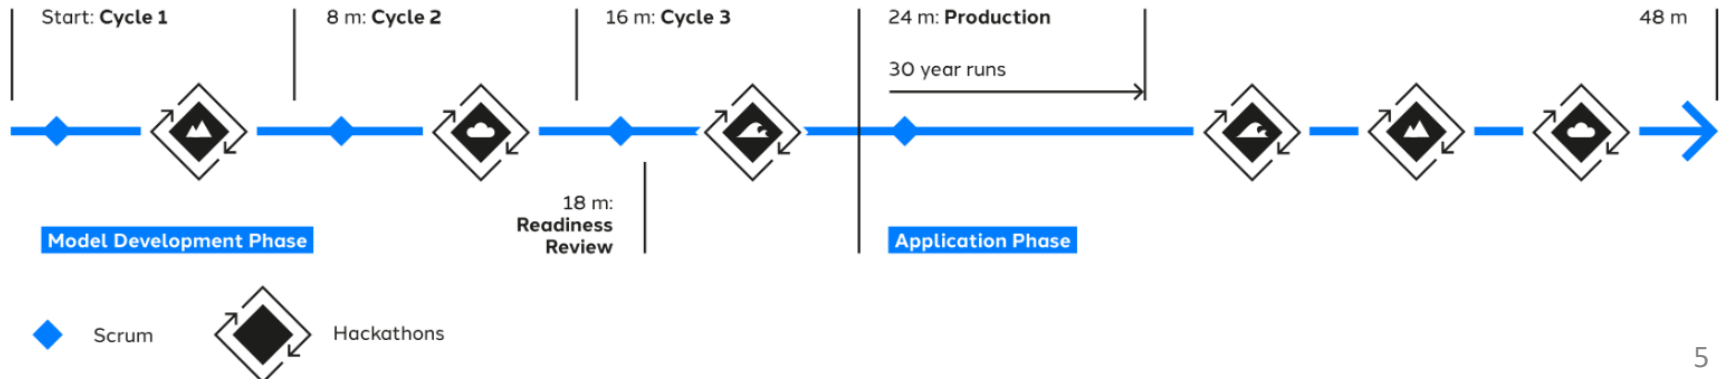 Start: Cycle 1
8 m: Cycle 2
16 m: Cycle 3
24 m: Production
48 m
30 year runs
18 m:
Readiness
Review
Model Development Phase
Application Phase
Scrum
Hackathons
5